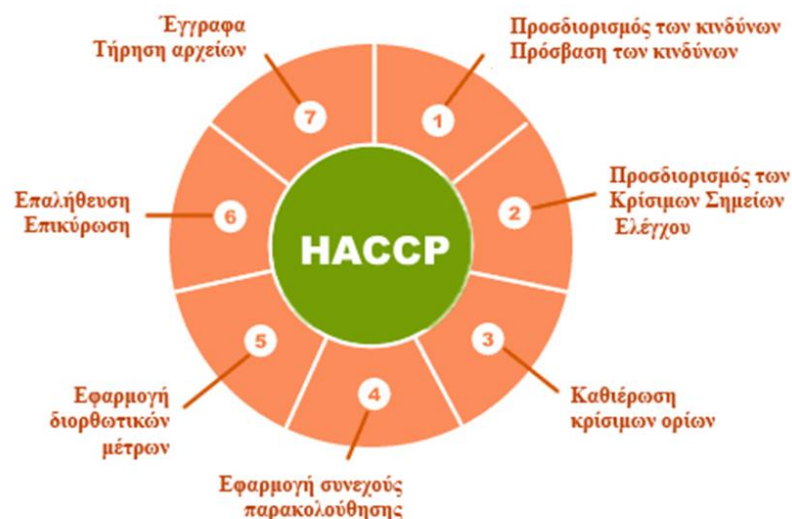 Έγγραφα
Τήρηση αρχείων
7
Προσδιορισμός των κινδύνων
Πρόσβαση των κινδύνων
1
Προσδιορισμός των
Κρίσιμων Σημείων
Ελέγχου
2
Καθιέρωση
κρίσιμων ορίων
3
Εφαρμογή συνεχούς
παρακολούθησης
4
Εφαρμογή
διορθωτικών
μέτρων
5
Επαλήθευση
Επικύρωση
6
HACCP